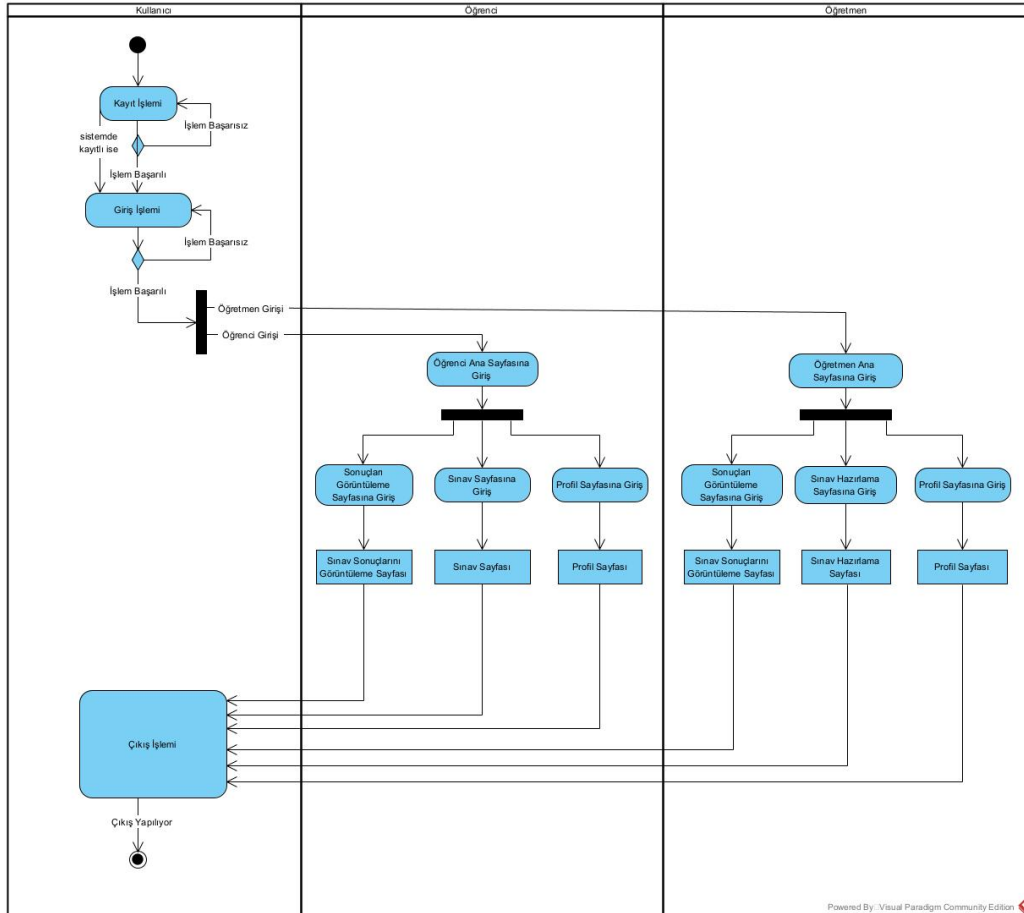 Kullanıcı
Öğrenci
Öğretmen
Kayıt İşlemi
İşlem Başarısız
sistemde
kayıtlı ise
İşlem Başarılı
Giriş İşlemi
İşlem Başarısız
İşlem Başarılı
Öğretmen Girişi
Öğrenci Girişi
Öğrenci Ana Sayfasına
Giriş
Öğretmen Ana
Sayfasına Giriş
Sonuçları
Görüntüleme
Sayfasına Giriş
Sınav Sayfasına
Giriş
Profil Sayfasına Giriş
Sonuçları
Görüntüleme
Sayfasına Giriş
Sınav Hazırlama
Sayfasına Giriş
Profil Sayfasına Giriş
Sınav Sonuçlarını
Görüntüleme Sayfası
Sınav Sayfası
Profil Sayfası
Sınav Sonuçlarını
Görüntüleme Sayfası
Sınav Hazırlama
Sayfası
Profil Sayfası
Çıkış İşlemi
Çıkış Yapılıyor
Powered By: Visual Paradigm Community Edition